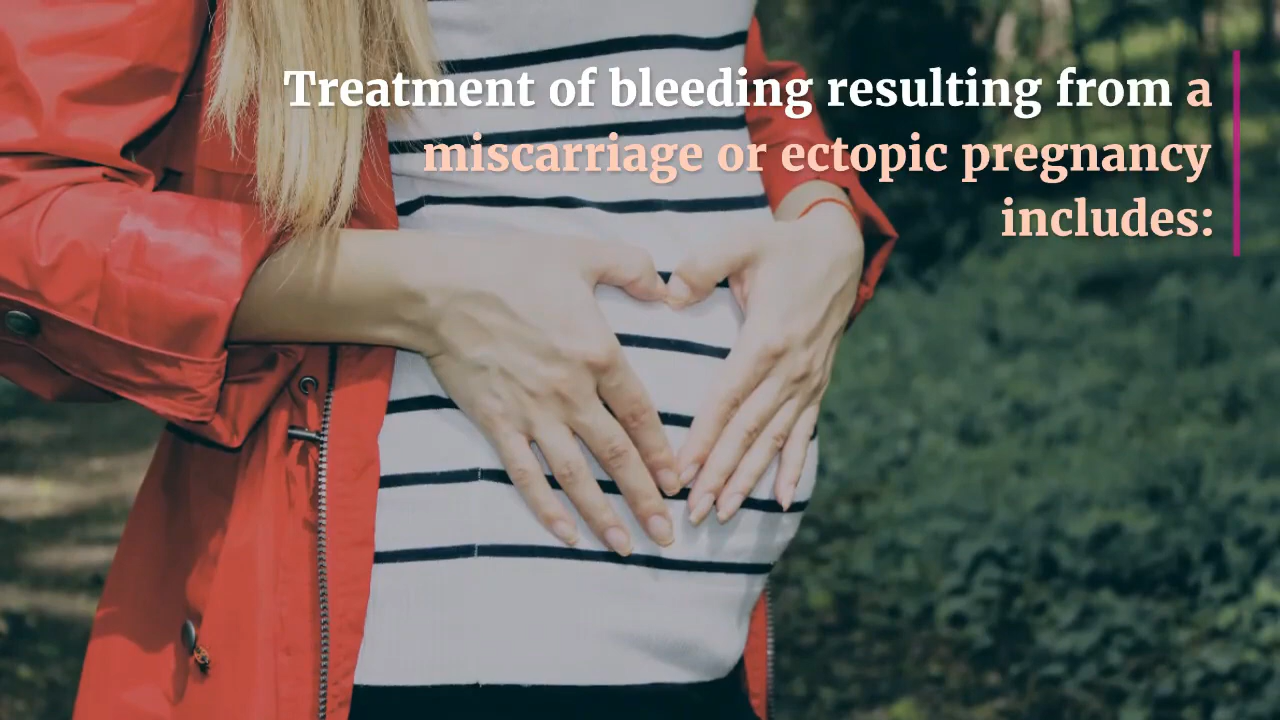 Treatment of bleeding resulting from a
miscarriage or ectopic pregnancy
includes: